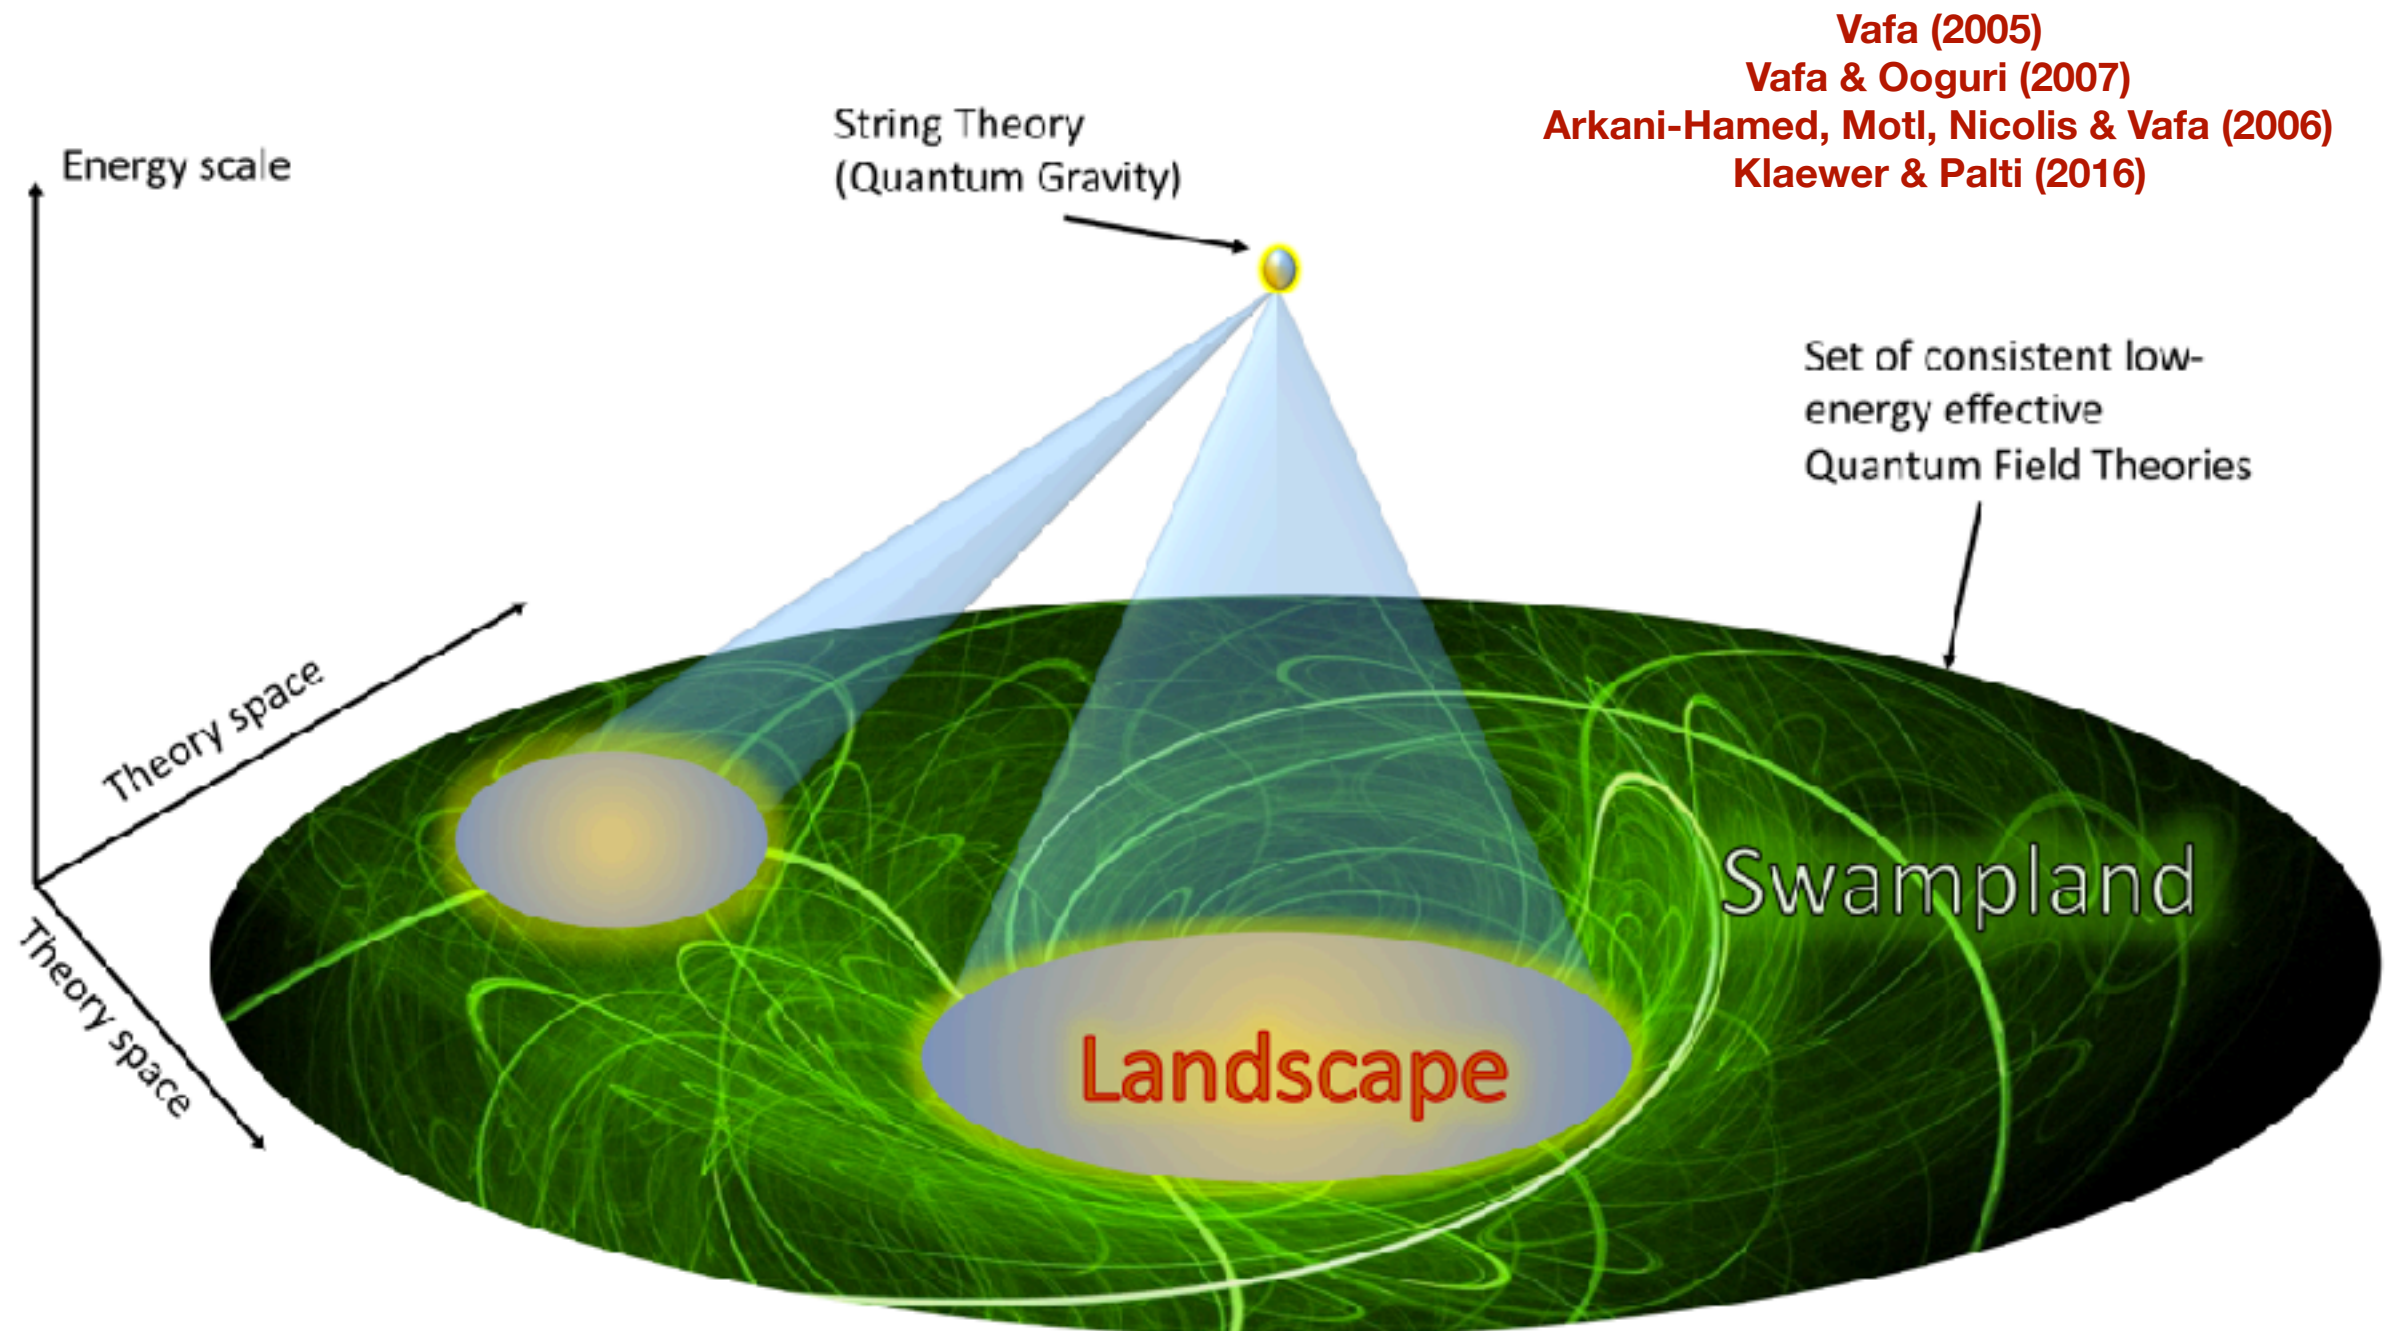 Vafa (2005)
Vafa & Ooguri (2007)
Arkani-Hamed, Motl, Nicolis & Vafa (2006)
Klaewer & Palti (2016)
String Theory
(Quantum Gravity)
Energy scale
Set of consistent low-
energy effective
Quantum Field Theories
Theory space
Theory space
Swampland
Landscape